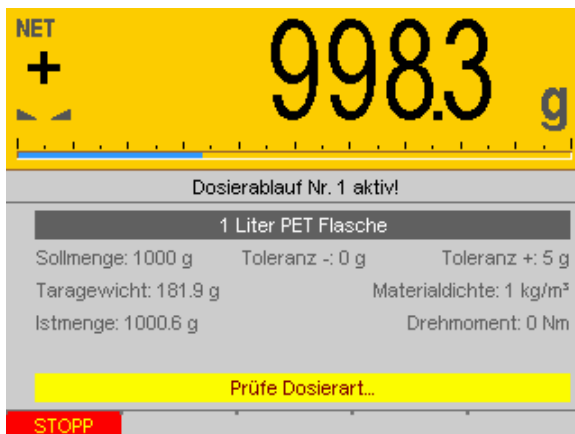 NET
+
998.3 g
Dosierablauf Nr. 1 aktiv!
1 Liter PET Flasche
Sollmenge: 1000 g Toleranz -: 0 g Toleranz +: 5 g
Taragewicht: 181.9 g Materialdichte: 1 kg/m³
Istmenge: 1000.6 g Drehmoment: 0 Nm
Prüfe Dosierart...
STOPP